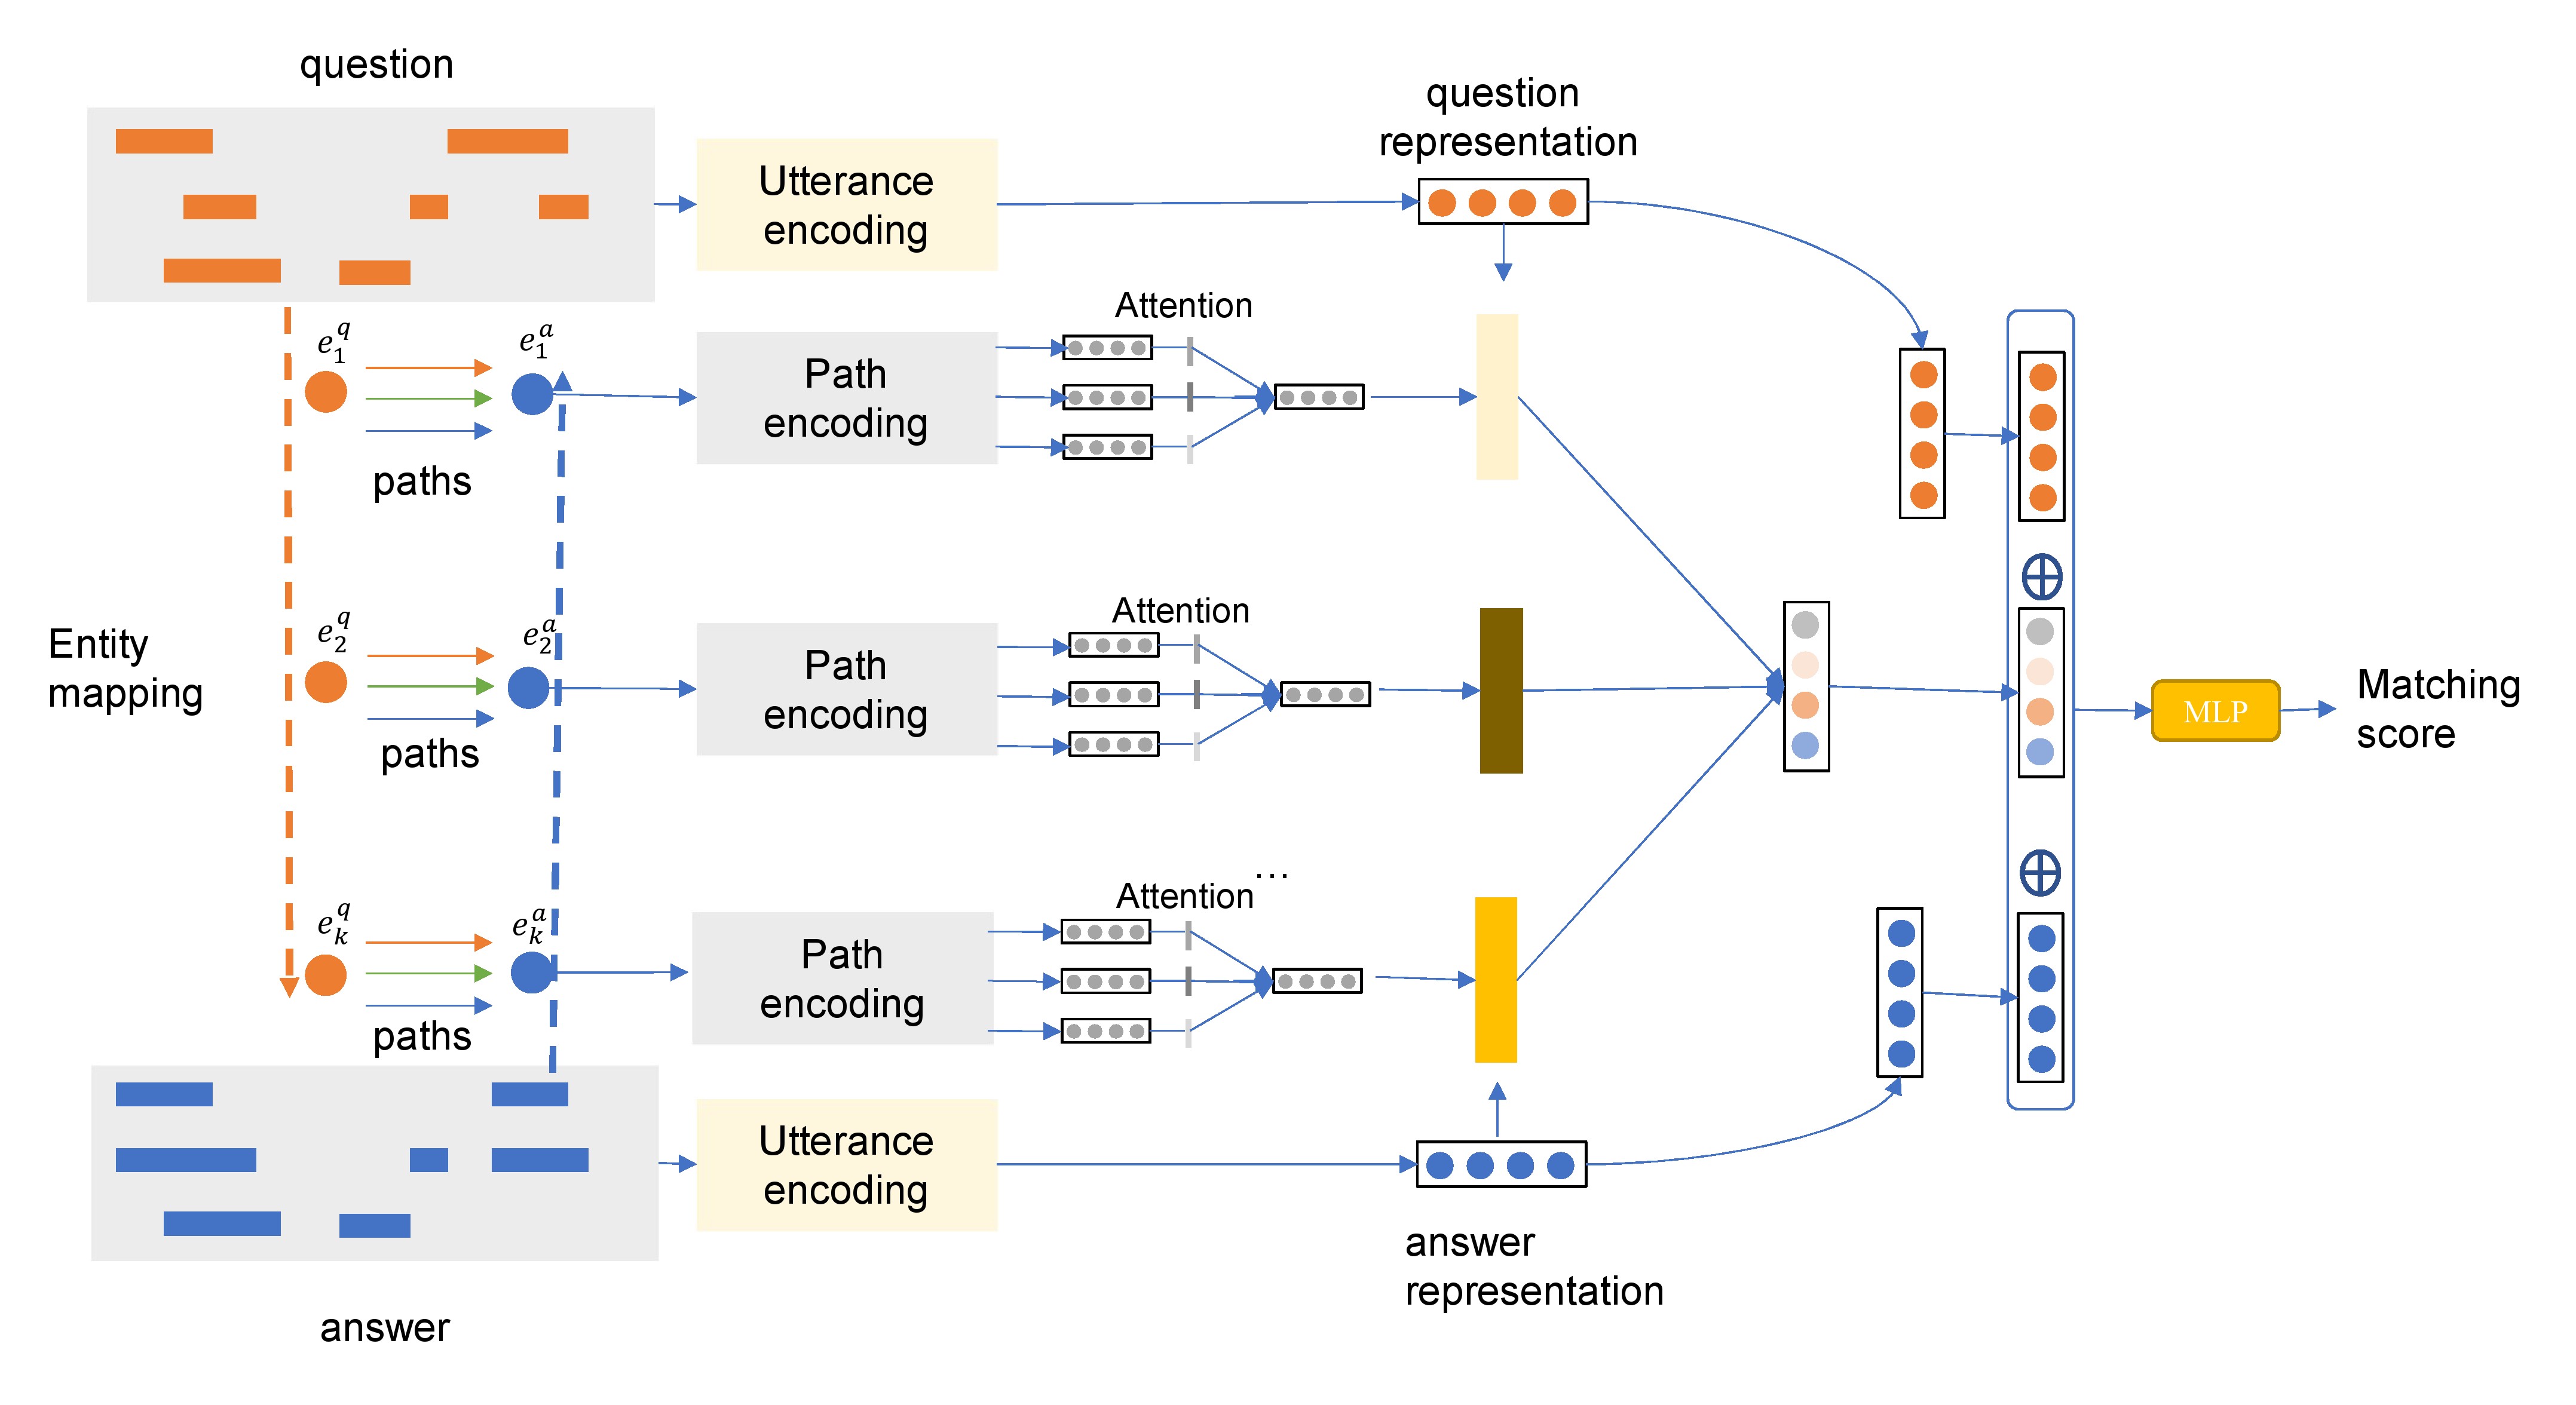 question
question
representation
Utterance
encoding
Attention
e_1^q
e_1^a
Path
encoding
paths
Attention
e_2^q
e_2^a
Entity
mapping
Path
encoding
paths
MLP
Matching
score
...
Attention
e_k^q
e_k^a
Path
encoding
paths
Utterance
encoding
answer
representation
answer